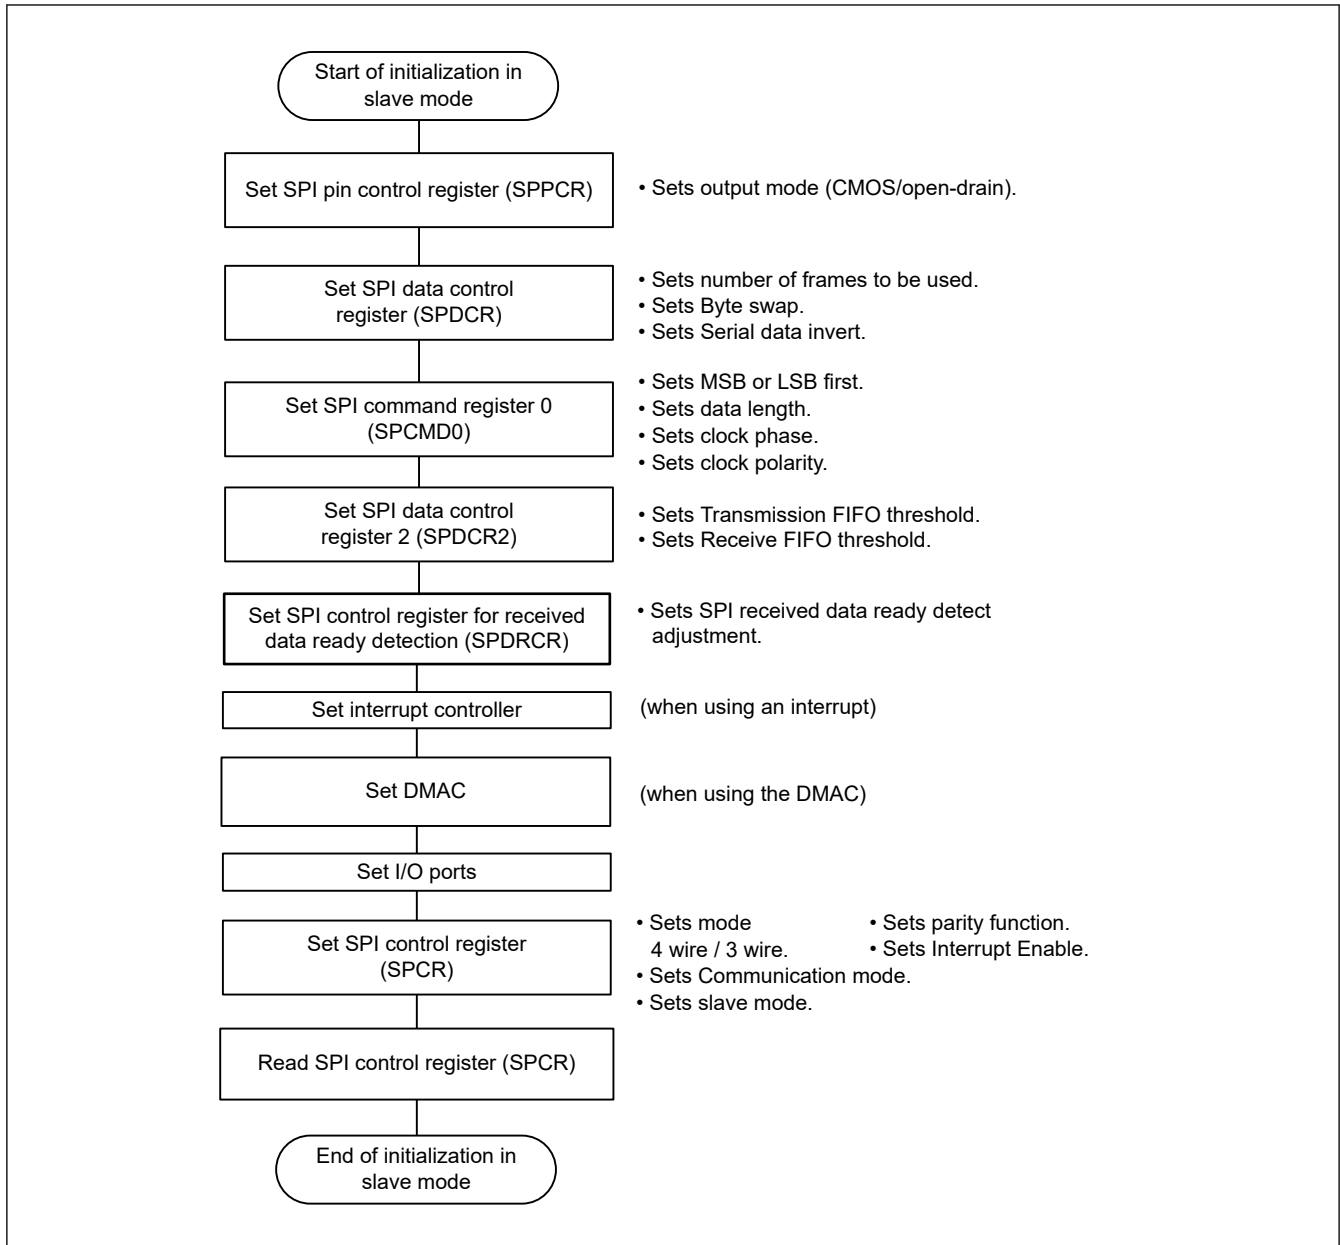 Start of initialization in
slave mode
Set SPI pin control register (SPPCR)
• Sets output mode (CMOS/open-drain).
Set SPI data control
register (SPDCR)
• Sets number of frames to be used.
• Sets Byte swap.
• Sets Serial data invert.
Set SPI command register 0
(SPCMD0)
• Sets MSB or LSB first.
• Sets data length.
• Sets clock phase.
• Sets clock polarity.
Set SPI data control
register 2 (SPDCR2)
• Sets Transmission FIFO threshold.
• Sets Receive FIFO threshold.
Set SPI control register for received
data ready detection (SPDRCR)
• Sets SPI received data ready detect
adjustment.
Set interrupt controller
(when using an interrupt)
Set DMAC
(when using the DMAC)
Set I/O ports
Set SPI control register
(SPCR)
• Sets mode
4 wire / 3 wire.
• Sets Communication mode.
• Sets slave mode.
• Sets parity function.
• Sets Interrupt Enable.
Read SPI control register (SPCR)
End of initialization in
slave mode